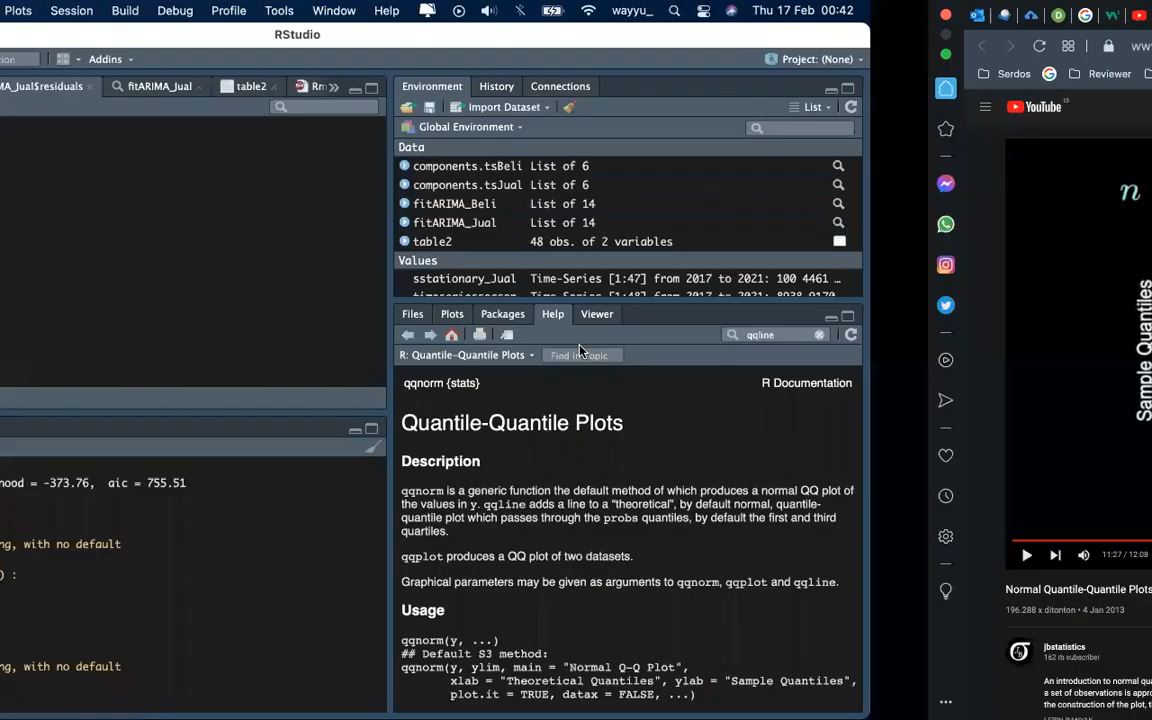 Plots Session Build Debug Profile Tools Window Help wayyu_ Thu 17 Feb 00:42
RStudio
Addins
Project: (None)
MA_Jual$residuals
fitARIMA_Jual
table2
Environment History Connections
Import Dataset
List
Global Environment
Data
components.tsBeli List of 6
components.tsJual List of 6
fitARIMA_Beli List of 14
fitARIMA_Jual List of 14
table2 48 obs. of 2 variables
Values
sstationary_Jual Time-Series [1:47] from 2017 to 2021: 100 4461 …
Files Plots Packages Help Viewer
qqline
R: Quantile-Quantile Plots
Find in Topic
qqnorm {stats}
R Documentation
Quantile-Quantile Plots
Description
qqnorm is a generic function the default method of which produces a normal QQ plot of
the values in y. qqline adds a line to a “theoretical”, by default normal, quantile-
quantile plot which passes through the probs quantiles, by default the first and third
quartiles.
qqplot produces a QQ plot of two datasets.
Graphical parameters may be given as arguments to qqnorm, qqplot and qqline.
Usage
qqnorm(y, ...)
## Default S3 method:
qqnorm(y, ylim, main = "Normal Q-Q Plot",
xlab = "Theoretical Quantiles", ylab = "Sample Quantiles",
plot.it = TRUE, datax = FALSE, ...)
ood = -373.76, aic = 755.51
ng, with no default
) :
ng, with no default
Serdos
Reviewer
YouTube
ID
n
Sample Quantiles
11:27 / 12:08
Normal Quantile-Quantile Plots
196.288 x ditonton • 4 Jan 2013
jbstatistics
162 rb subscriber
An introduction to normal qu
a set of observations is appro
the construction of the plot, t